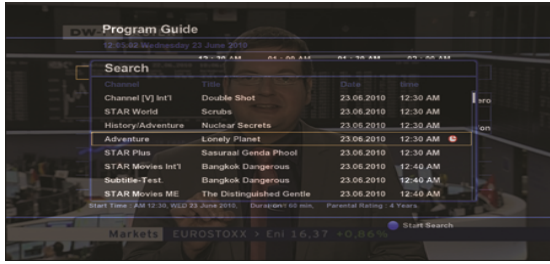 DW-
Program Guide
12:05:02 Wednesday 23 June 2010
Search
Channel Title Date time
Channel [V] Int'l Double Shot 23.06.2010 12:30 AM
STAR World Scrubs 23.06.2010 12:30 AM
History/Adventure Nuclear Secrets 23.06.2010 12:30 AM
Adventure Lonely Planet 23.06.2010 12:30 AM
STAR Plus Sasuraal Genda Phool 23.06.2010 12:30 AM
STAR Movies Int'l Bangkok Dangerous 23.06.2010 12:40 AM
Subtitle-Test. Bangkok Dangerous 23.06.2010 12:40 AM
STAR Movies ME The Distinguished Gentle 23.06.2010 12:40 AM
Start Time : AM 12:30, WED 23 June 2010, Duration : 60 min, Parental Rating : 4 Years
Start Search
Markets EUROSTOXX > Eni 16,37 +0,86%